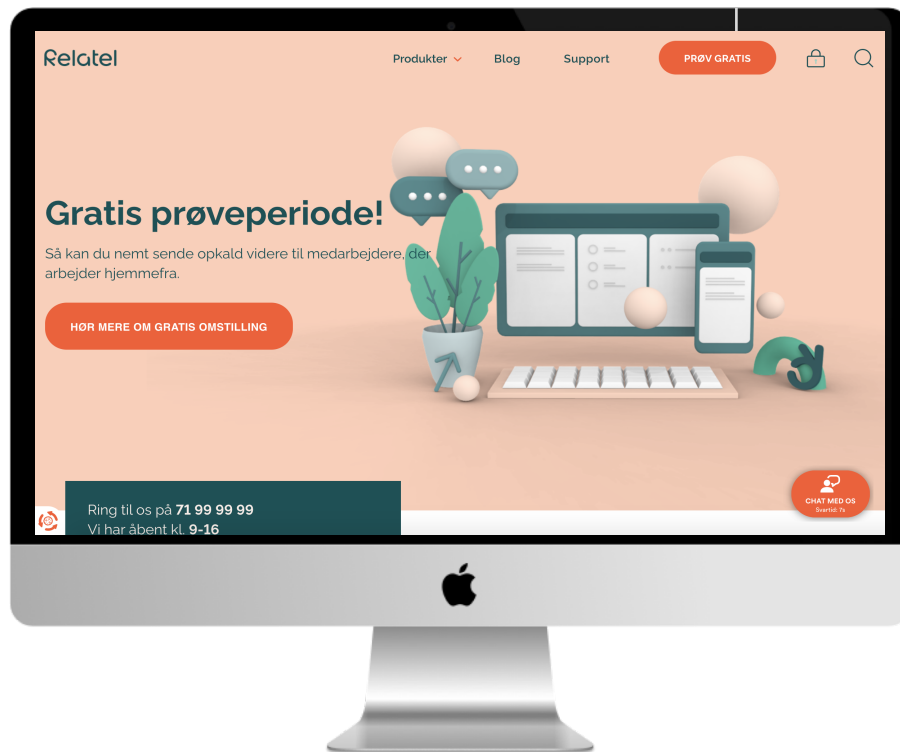 Relatel
Produkter
Blog
Support
PRØV GRATIS
Gratis prøveperiode!
Så kan du nemt sende opkald videre til medarbejdere, der
arbejder hjemmefra.
HØR MERE OM GRATIS OMSTILLING
Ring til os på 71 99 99 99
Vi har åbent kl. 9-16
CHAT MED OS
Svartid: 7s